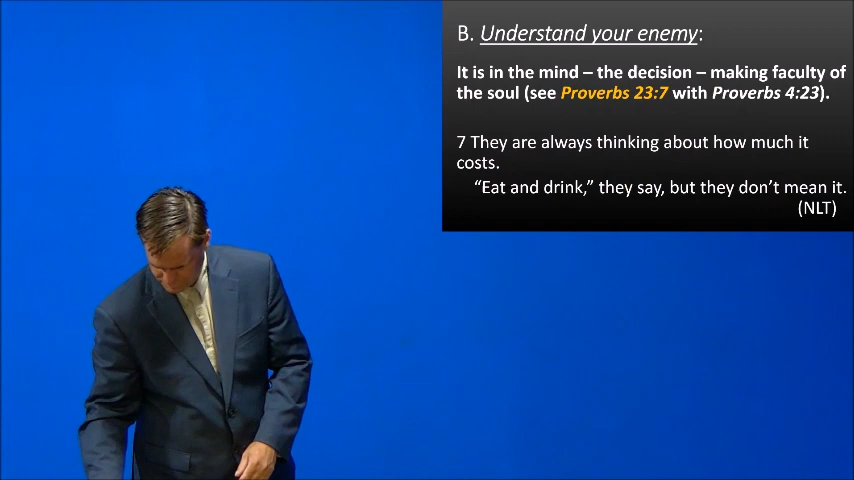 B. Understand your enemy:
It is in the mind – the decision – making faculty of
the soul (see Proverbs 23:7 with Proverbs 4:23).
7 They are always thinking about how much it
costs.
“Eat and drink,” they say, but they don’t mean it.
(NLT)